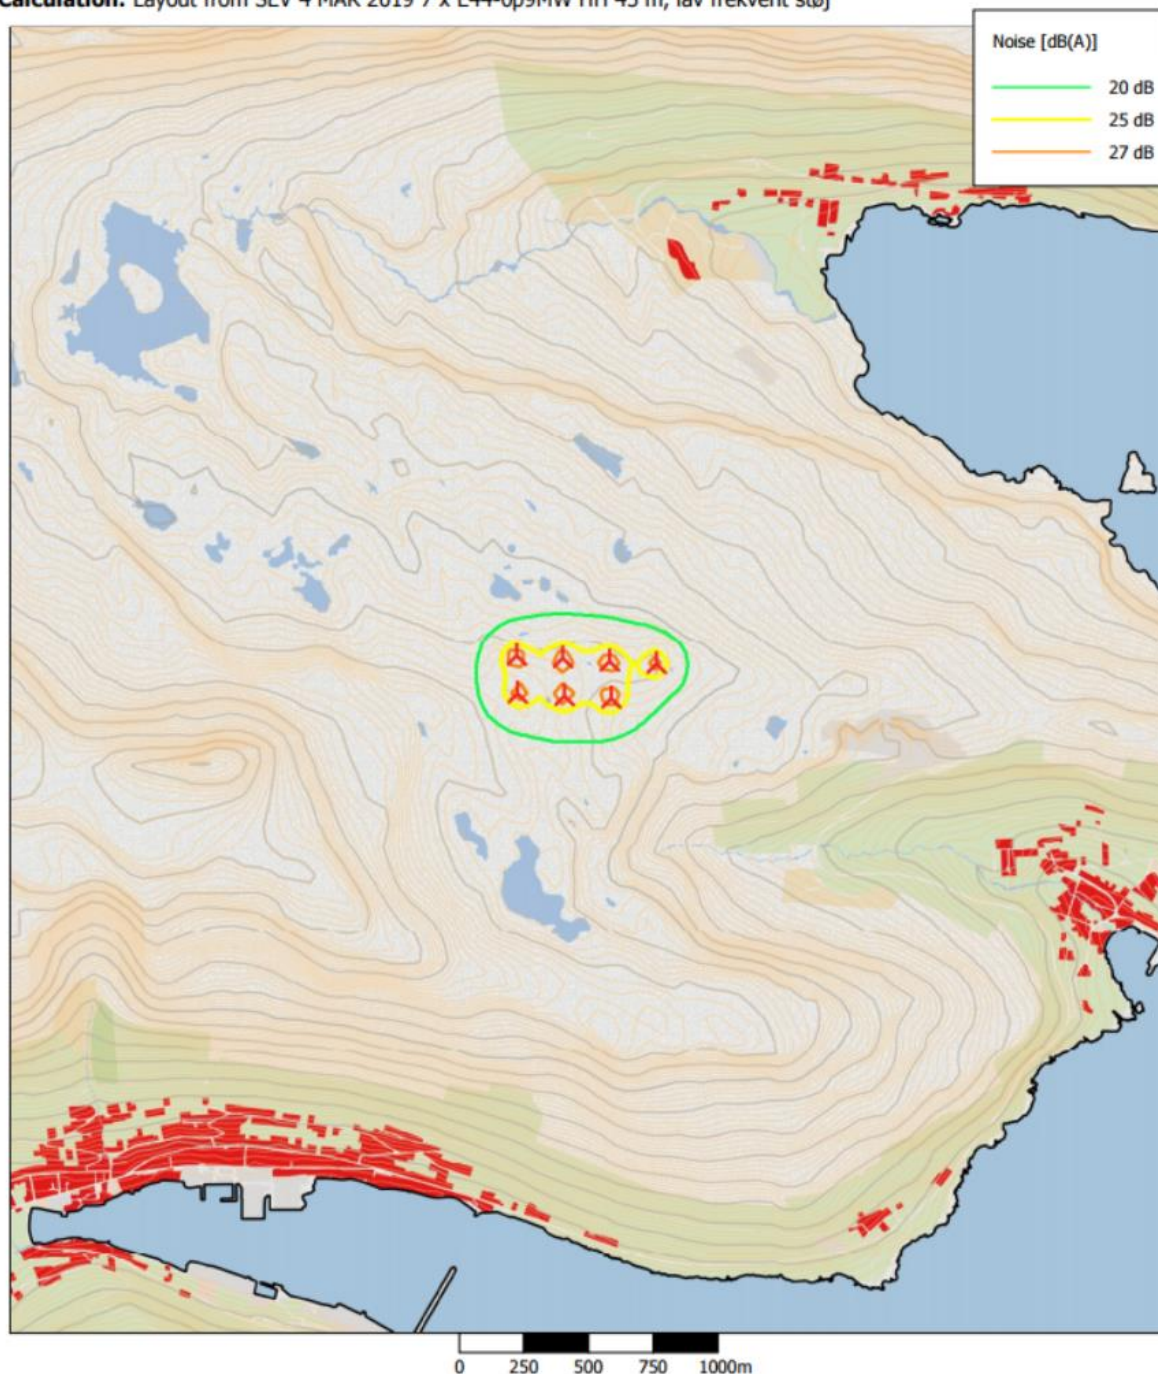 Calculation: Layout from SEV 4 MAR 2019 7 x E44-0p9MW HH 45 m, lav frekvent støj
Noise [dB(A)]
20 dB
25 dB
27 dB
0 250 500 750 1000m